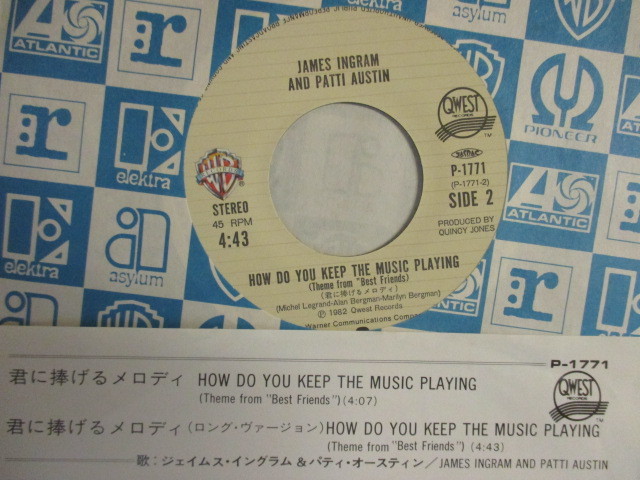 ATLANTIC
asylum
elektra
asylum
PIONEER
ATLANTIC
elektra
JAMES INGRAM
AND PATTI AUSTIN
QWEST
RECORDS
TM
STEREO
45 RPM
4:43
P-1771
(P-1771-2)
SIDE 2
PRODUCED BY
QUINCY JONES
HOW DO YOU KEEP THE MUSIC PLAYING
(Theme from "Best Friends)
(君に捧げるメロディ)
(Michel Legrand-Alan Bergman-Marilyn Bergman)
Ⓟ 1982 Qwest Records
Warner Communications
P-1771
君に捧げるメロディ HOW DO YOU KEEP THE MUSIC PLAYING
(Theme from "Best Friends") (4:07)
QWEST
RECORDS
君に捧げるメロディ(ロング・ヴァージョン) HOW DO YOU KEEP THE MUSIC PLAYING
(Theme from "Best Friends") (4:43)
歌:ジェイムス・イングラム&パティ・オースティン/JAMES INGRAM AND PATTI AUSTIN